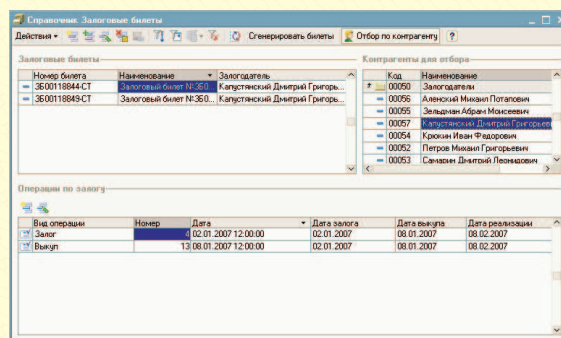 Справочник Залоговые билеты
Действия Сгенерировать билеты Отбор по контрагенту ?
Залоговые билеты
Номер билета Наименование Залогодатель
ЗБ00118844-СТ Залоговый билет №ЗБ0... Капустянский Дмитрий Григорь...
ЗБ00118849-СТ Залоговый билет №ЗБ0... Капустянский Дмитрий Григорь...
Контрагенты для отбора
Код Наименование
00050 Залогодатели
00056 Аленский Михаил Потапович
00055 Зельдман Абрам Моисеевич
00057 Капустянский Дмитрий Григорьеви
00054 Крюкин Иван Федорович
00052 Петров Михаил Григорьевич
00053 Самарин Дмитрий Леонидович
Операции по залогу
Вид операции Номер Дата Дата залога Дата выкупа Дата реализации
Залог 4 02.01.2007 12:00:00 02.01.2007 08.01.2007 08.02.2007
Выкуп 13 08.01.2007 12:00:00 02.01.2007 08.01.2007 08.02.2007